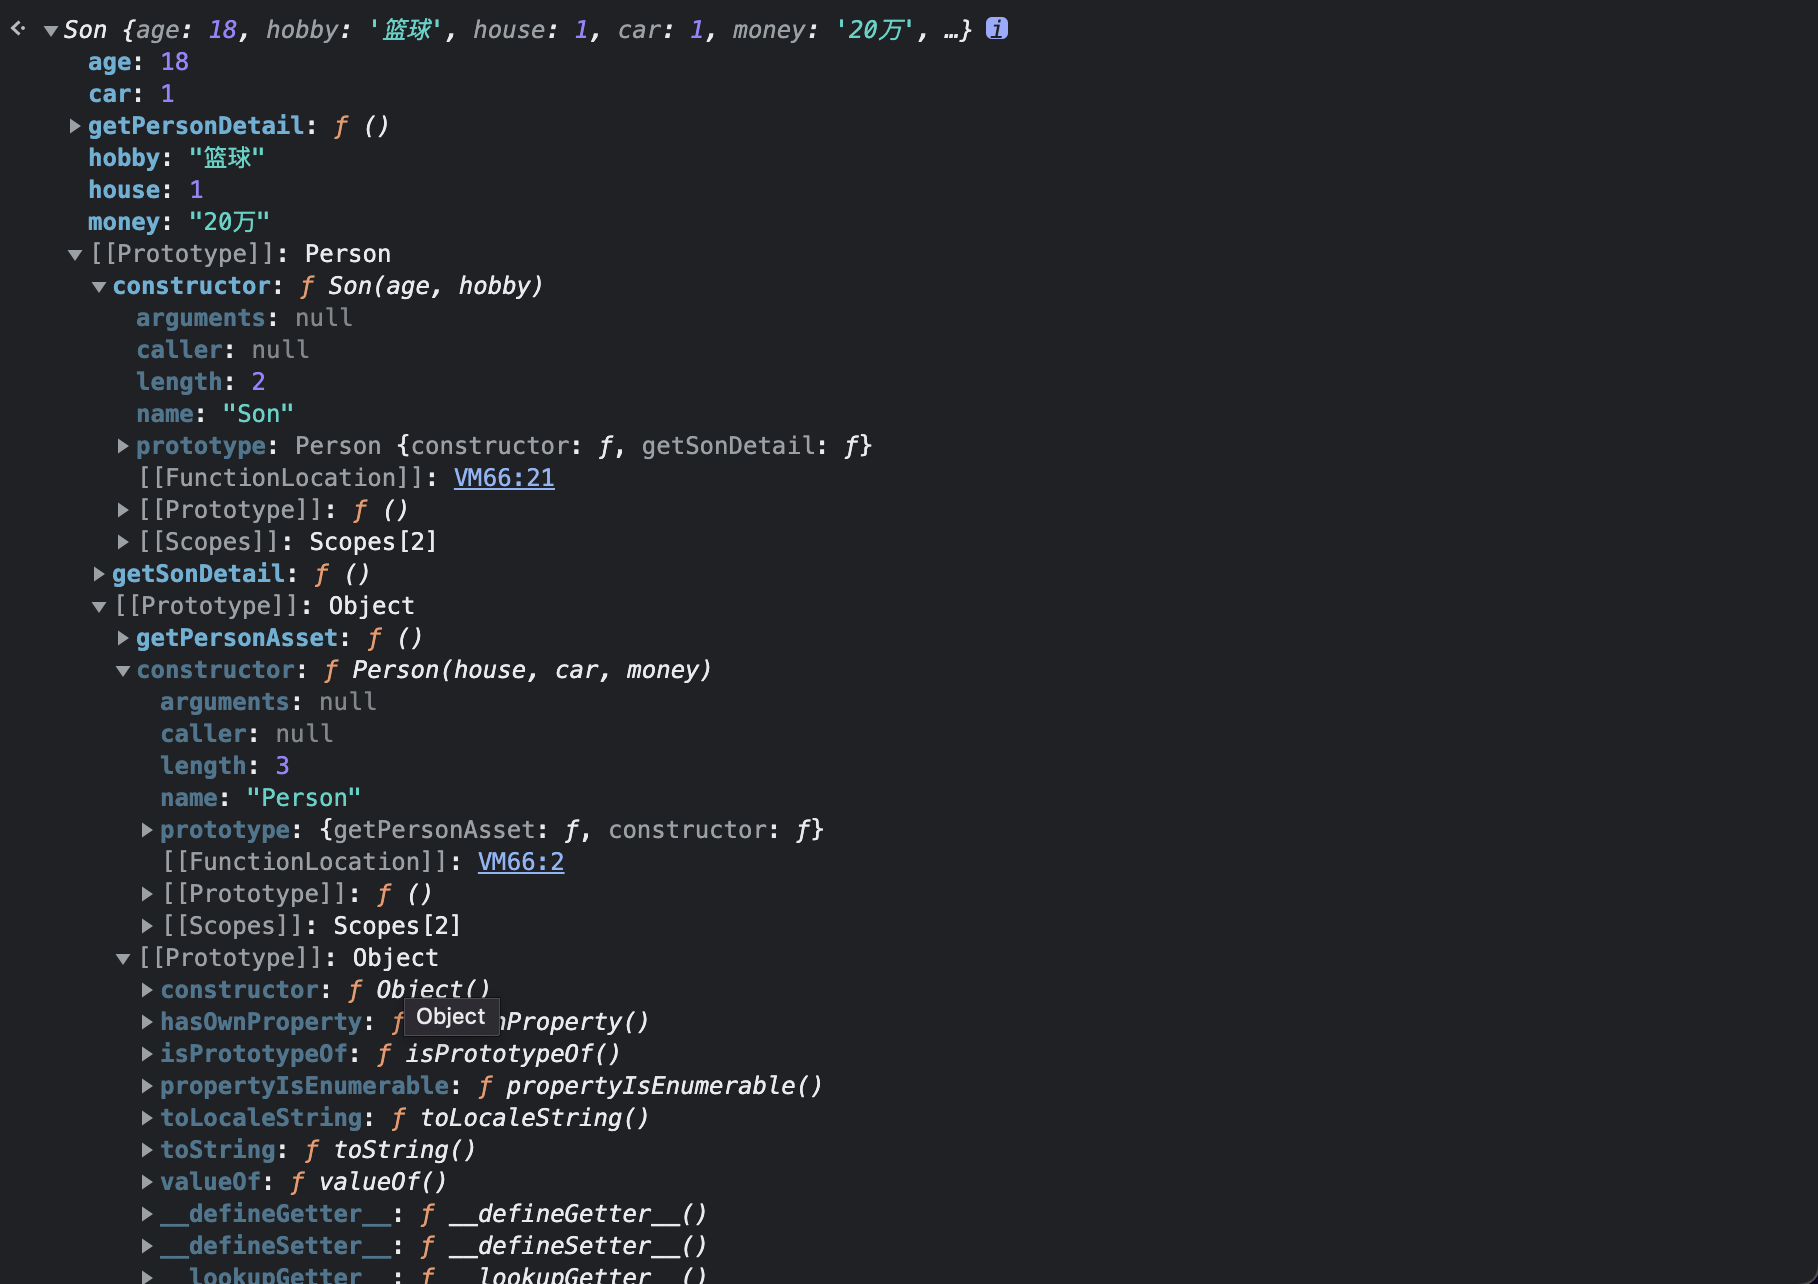 Son {age: 18, hobby: '篮球', house: 1, car: 1, money: '20万', …} i
age: 18
car: 1
getPersonDetail: ƒ ()
hobby: "篮球"
house: 1
money: "20万"
[[Prototype]]: Person
constructor: ƒ Son(age, hobby)
arguments: null
caller: null
length: 2
name: "Son"
prototype: Person {constructor: ƒ, getSonDetail: ƒ}
[[FunctionLocation]]: VM66:21
[[Prototype]]: ƒ ()
[[Scopes]]: Scopes[2]
getSonDetail: ƒ ()
[[Prototype]]: Object
getPersonAsset: ƒ ()
constructor: ƒ Person(house, car, money)
arguments: null
caller: null
length: 3
name: "Person"
prototype: {getPersonAsset: ƒ, constructor: ƒ}
[[FunctionLocation]]: VM66:2
[[Prototype]]: ƒ ()
[[Scopes]]: Scopes[2]
[[Prototype]]: Object
constructor: ƒ Object()
Object
hasOwnProperty: ƒ nProperty()
isPrototypeOf: ƒ isPrototypeOf()
propertyIsEnumerable: ƒ propertyIsEnumerable()
toLocaleString: ƒ toLocaleString()
toString: ƒ toString()
valueOf: ƒ valueOf()
__defineGetter__: ƒ __defineGetter__()
__defineSetter__: ƒ __defineSetter__()
__lookupGetter__: ƒ __lookupGetter__()